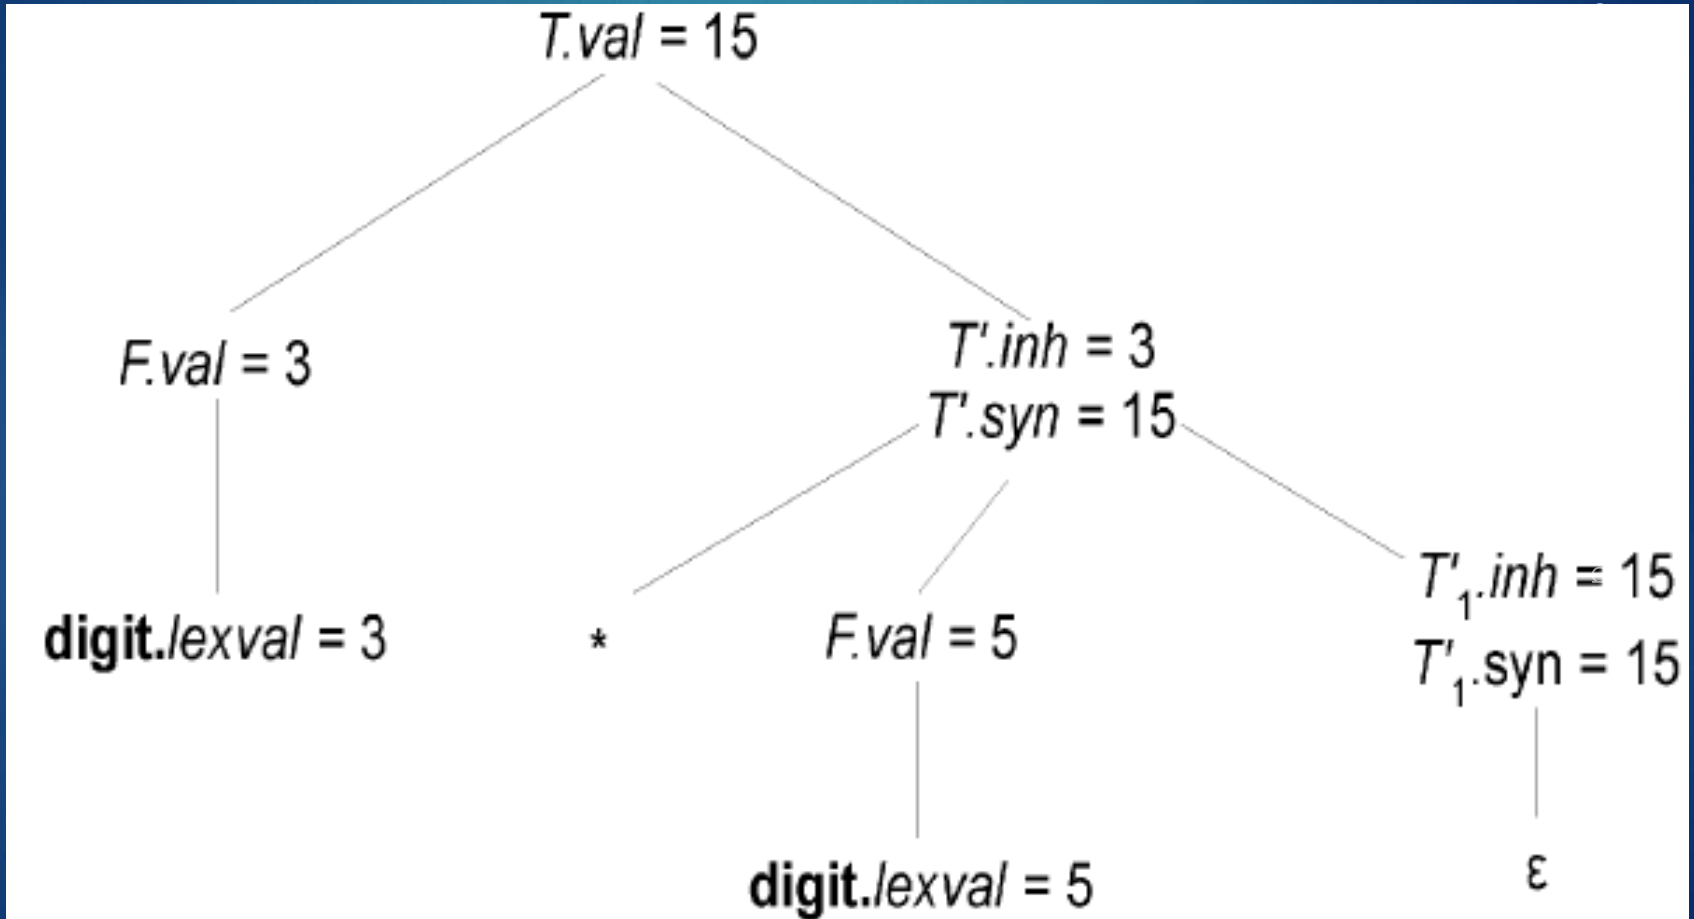 T.val = 15
F.val = 3
T'.inh = 3
T'.syn = 15
digit.lexval = 3
*
F.val = 5
T'₁.inh = 15
T'₁.syn = 15
digit.lexval = 5
ε